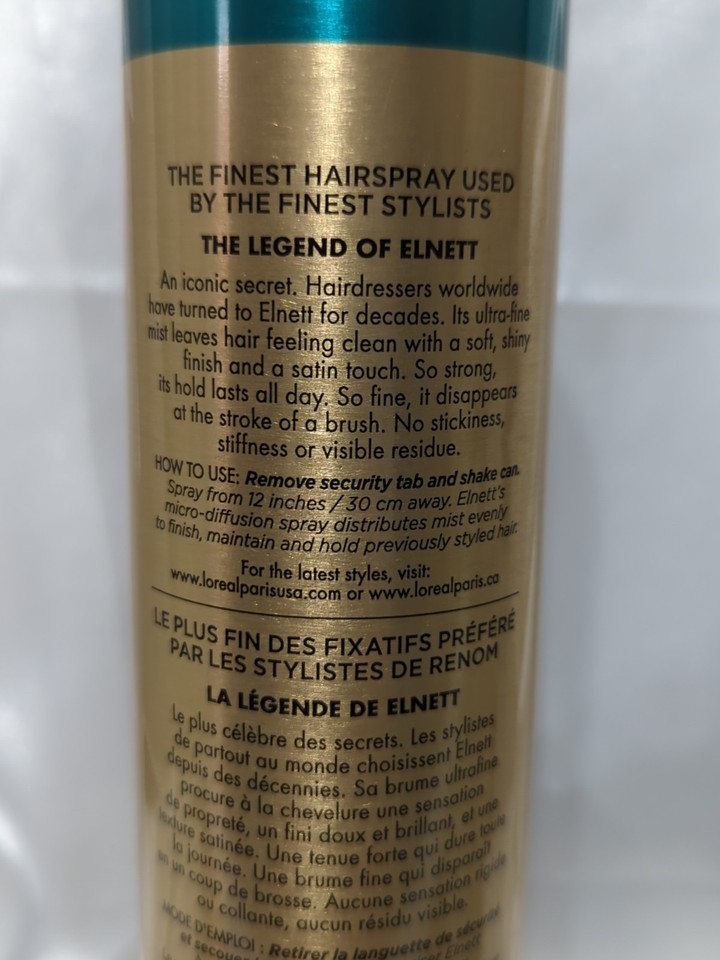 THE FINEST HAIRSPRAY USED
BY THE FINEST STYLISTS
THE LEGEND OF ELNETT
An iconic secret. Hairdressers worldwide
have turned to Elnett for decades. Its ultra-fine
mist leaves hair feeling clean with a soft, shiny
finish and a satin touch. So strong,
its hold lasts all day. So fine, it disappears
at the stroke of a brush. No stickiness,
stiffness or visible residue.
HOW TO USE: Remove security tab and shake can.
Spray from 12 inches / 30 cm away. Elnett's
micro-diffusion spray distributes mist evenly
to finish, maintain and hold previously styled hair.
For the latest styles, visit:
www.lorealparisusa.com or www.lorealparis.ca
LE PLUS FIN DES FIXATIFS PRÉFÉRÉ
PAR LES STYLISTES DE RENOM
LA LÉGENDE DE ELNETT
Le plus célèbre des secrets. Les stylistes
de partout au monde choisissent Elnett
depuis des décennies. Sa brume ultrafine
procure à la chevelure une sensation
de propreté, un fini doux et brillant, et une
texture satinée. Une tenue forte qui dure toute
la journée. Une brume fine qui disparaît
en un coup de brosse. Aucune sensation rigide
ou collante, aucun résidu visible.
MODE D'EMPLOI : Retirer la languette de sécurité
et secouer
Elnett